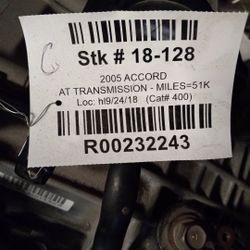 Stk # 18-128
2005 ACCORD
AT TRANSMISSION - MILES=51K
Loc: hl9/24/18 (Cat# 400)
R00232243